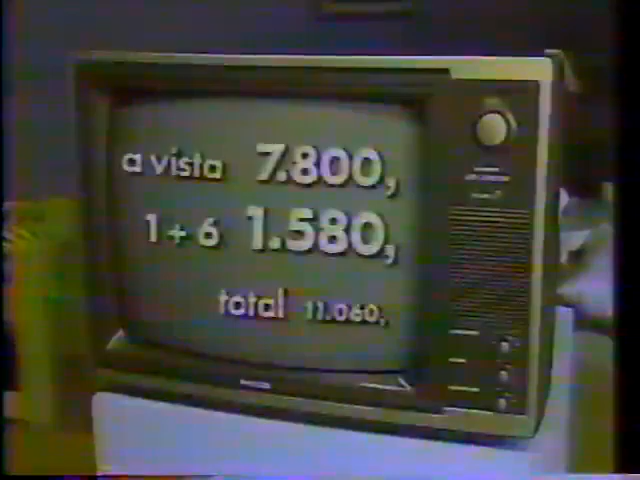 a vista 7.800,
1 + 6 1.580,
total 11.060,